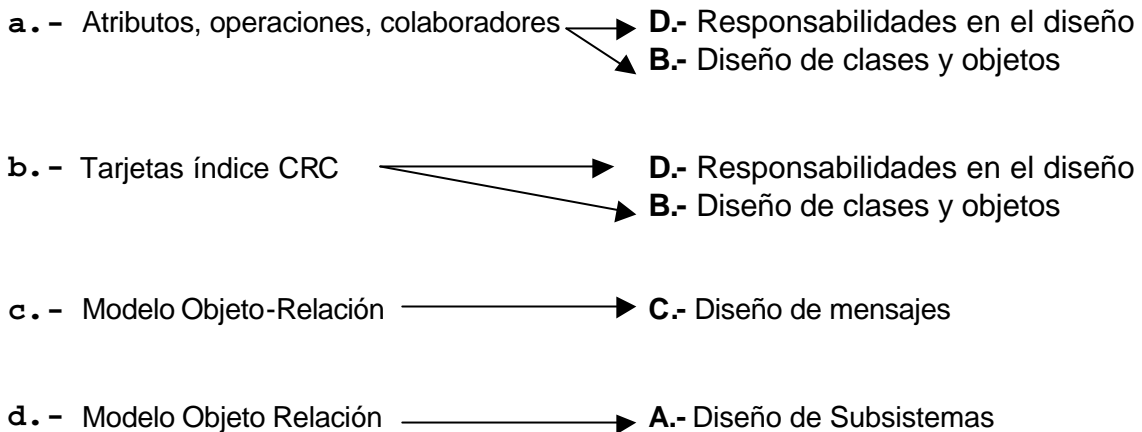 a.- Atributos, operaciones, colaboradores D.- Responsabilidades en el diseño
B.- Diseño de clases y objetos
b.- Tarjetas índice CRC D.- Responsabilidades en el diseño
B.- Diseño de clases y objetos
c.- Modelo Objeto-Relación C.- Diseño de mensajes
d.- Modelo Objeto Relación A.- Diseño de Subsistemas